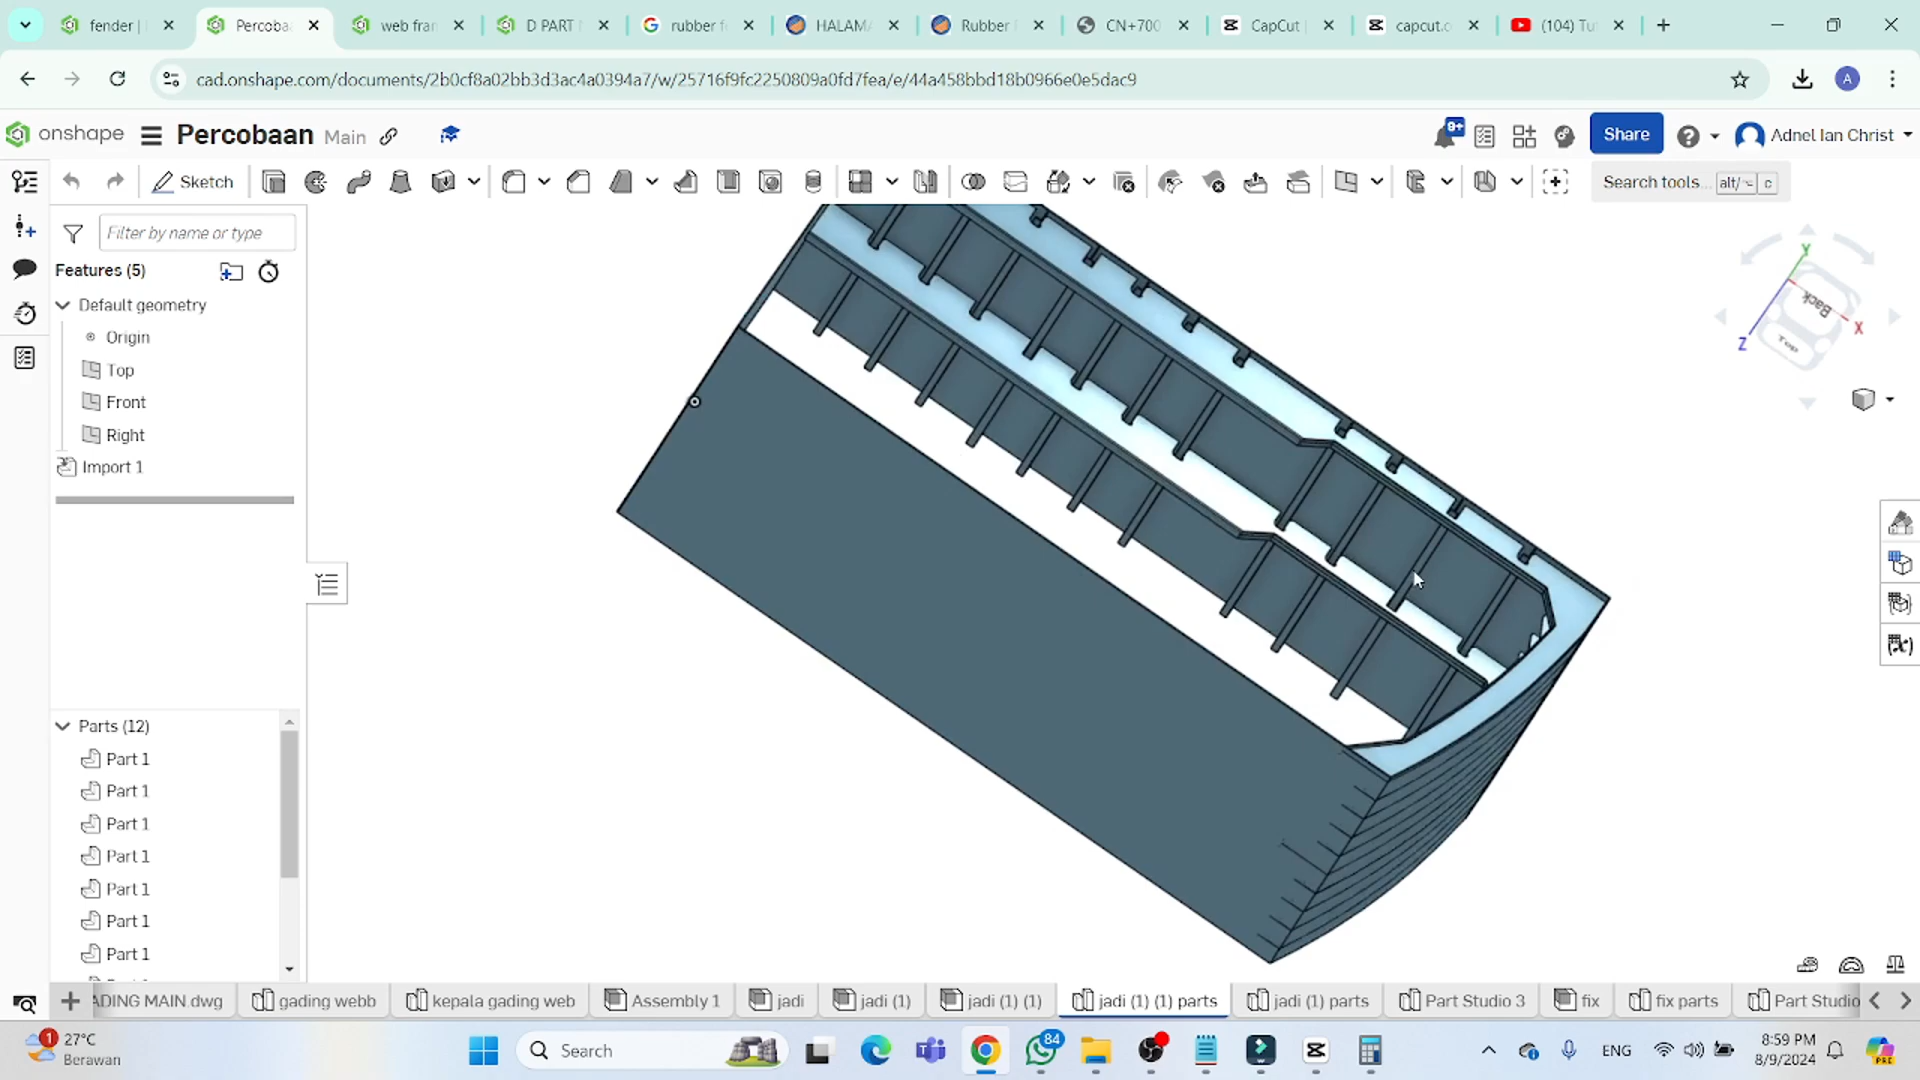 fender |
Percoba
web fran
D PART N
rubber f
HALAMA
Rubber
CN+700
CapCut |
capcut.c
(104) Tu
cad.onshape.com/documents/2b0cf8a02bb3d3ac4a0394a7/w/25716f9fc2250809a0fd7fea/e/44a458bbd18b0966e0e5dac9
A
onshape
Percobaan
Main
9+
Share
Adnel Ian Christ
Sketch
Search tools... alt/⌥ c
Filter by name or type
Features (5)
Default geometry
Origin
Top
Front
Right
Import 1
Y
Back
X
Z
Top
Parts (12)
Part 1
Part 1
Part 1
Part 1
Part 1
Part 1
Part 1
ADING MAIN.dwg
gading webb
kepala gading web
Assembly 1
jadi
jadi (1)
jadi (1) (1)
jadi (1) (1) parts
jadi (1) parts
Part Studio 3
fix
fix parts
Part Studio
1
27°C
Berawan
Search
84
ENG
8:59 PM
8/9/2024
PRE